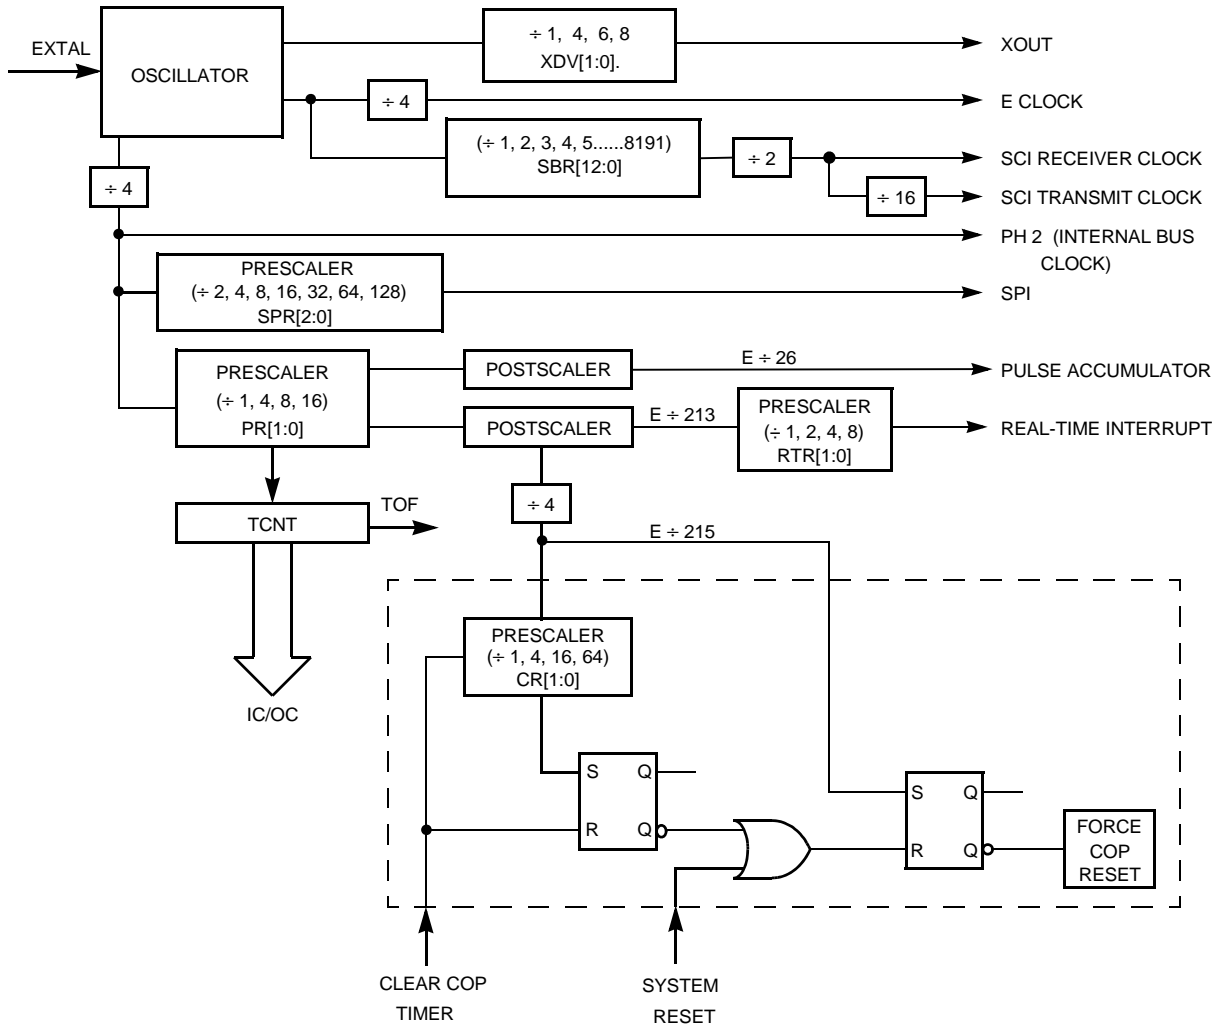 EXTAL
OSCILLATOR
÷ 1, 4, 6, 8
XDV[1:0].
XOUT
÷ 4
E CLOCK
(÷ 1, 2, 3, 4, 5......8191)
SBR[12:0]
÷ 2
SCI RECEIVER CLOCK
÷ 4
÷ 16
SCI TRANSMIT CLOCK
PH 2 (INTERNAL BUS
CLOCK)
PRESCALER
(÷ 2, 4, 8, 16, 32, 64, 128)
SPR[2:0]
SPI
PRESCALER
(÷ 1, 4, 8, 16)
PR[1:0]
POSTSCALER
E ÷ 26
PULSE ACCUMULATOR
POSTSCALER
E ÷ 213
PRESCALER
(÷ 1, 2, 4, 8)
RTR[1:0]
REAL-TIME INTERRUPT
÷ 4
TCNT
TOF
E ÷ 215
IC/OC
PRESCALER
(÷ 1, 4, 16, 64)
CR[1:0]
S Q
R Q
S Q
R Q
FORCE
COP
RESET
CLEAR COP
TIMER
SYSTEM
RESET